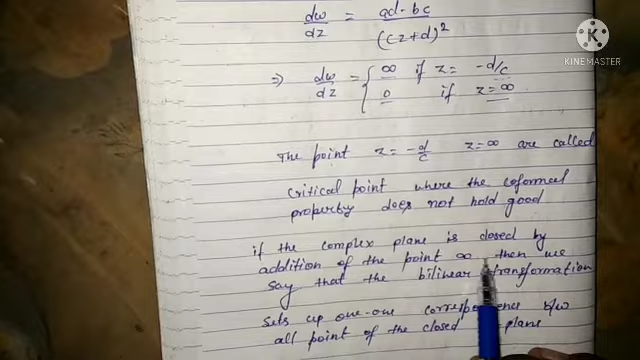 dw/dz = ad - bc / (cz+d)²
⇒ dw/dz = { ∞ if z = -d/c
0 if z = ∞
The point z = -d/c z = ∞ are called
critical point where the coformal
property does not hold good
if the complex plane is closed by
addition of the point ∞ then we
say that the bilinear transformation
Sets up one-one correspondence b/w
all point of the closed plane
KINEMASTER